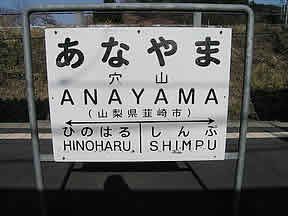 あなやま
穴山
ANAYAMA
(山梨県韮崎市)
ひのはる しんぷ
HINOHARU. SHIMPU